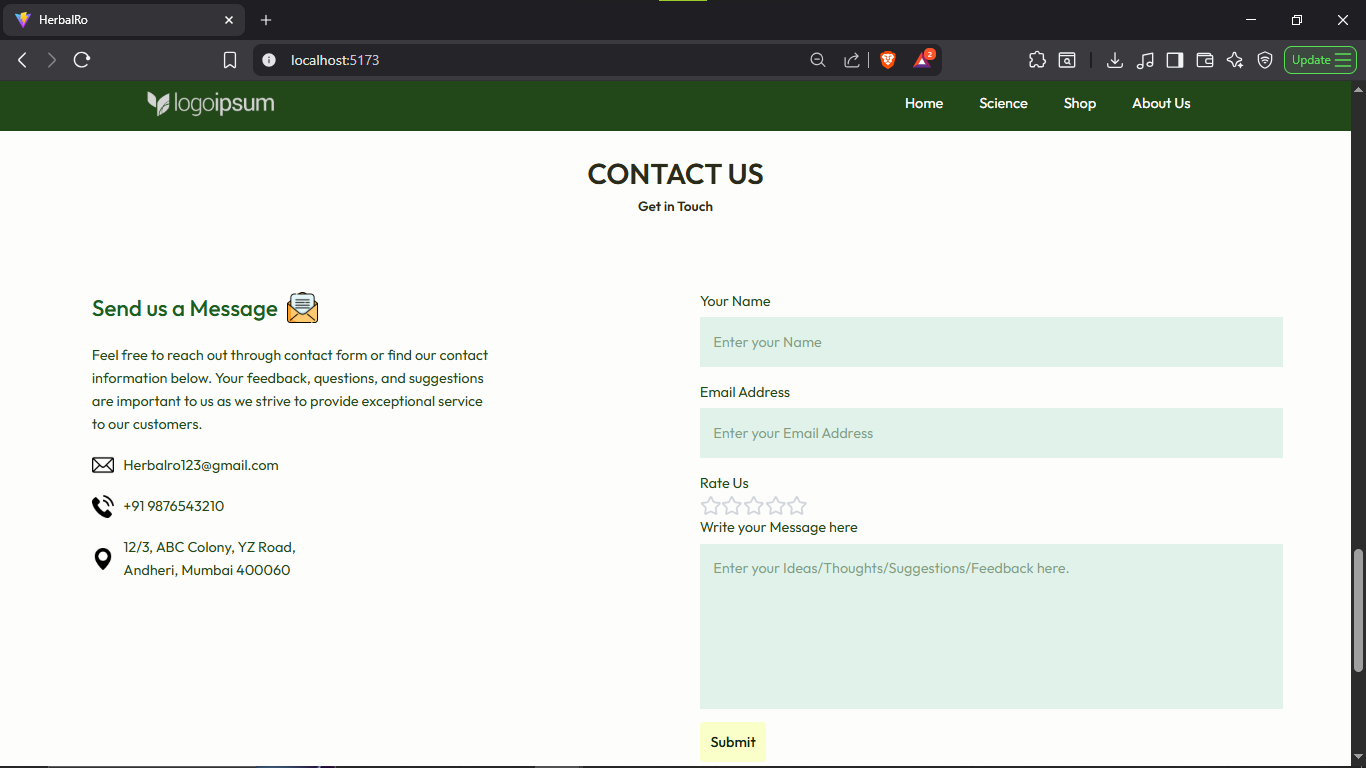 HerbalRo
localhost:5173
2
Update
logoipsum
Home
Science
Shop
About Us
CONTACT US
Get in Touch
Send us a Message
Feel free to reach out through contact form or find our contact
information below. Your feedback, questions, and suggestions
are important to us as we strive to provide exceptional service
to our customers.
Herbalro123@gmail.com
+91 9876543210
12/3, ABC Colony, YZ Road,
Andheri, Mumbai 400060
Your Name
Enter your Name
Email Address
Enter your Email Address
Rate Us
Write your Message here
Enter your Ideas/Thoughts/Suggestions/Feedback here.
Submit